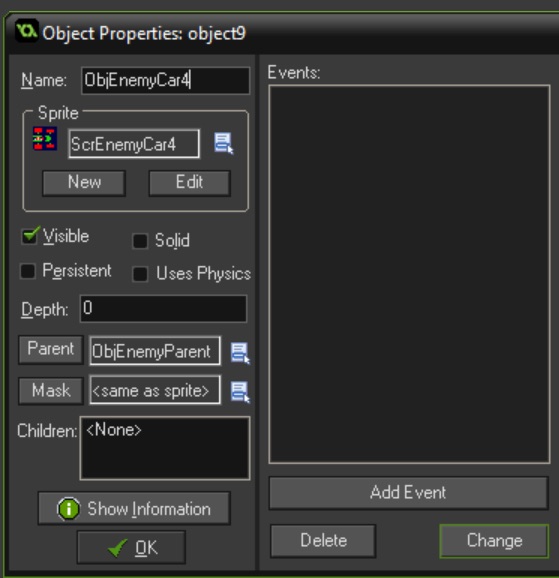 Object Properties: object9
Name: ObjEnemyCar4
Sprite
ScrEnemyCar4
New Edit
Visible Solid
Persistent Uses Physics
Depth: 0
Parent ObjEnemyParent
Mask <same as sprite>
Children: <None>
Show Information
OK
Events:
Add Event
Delete Change